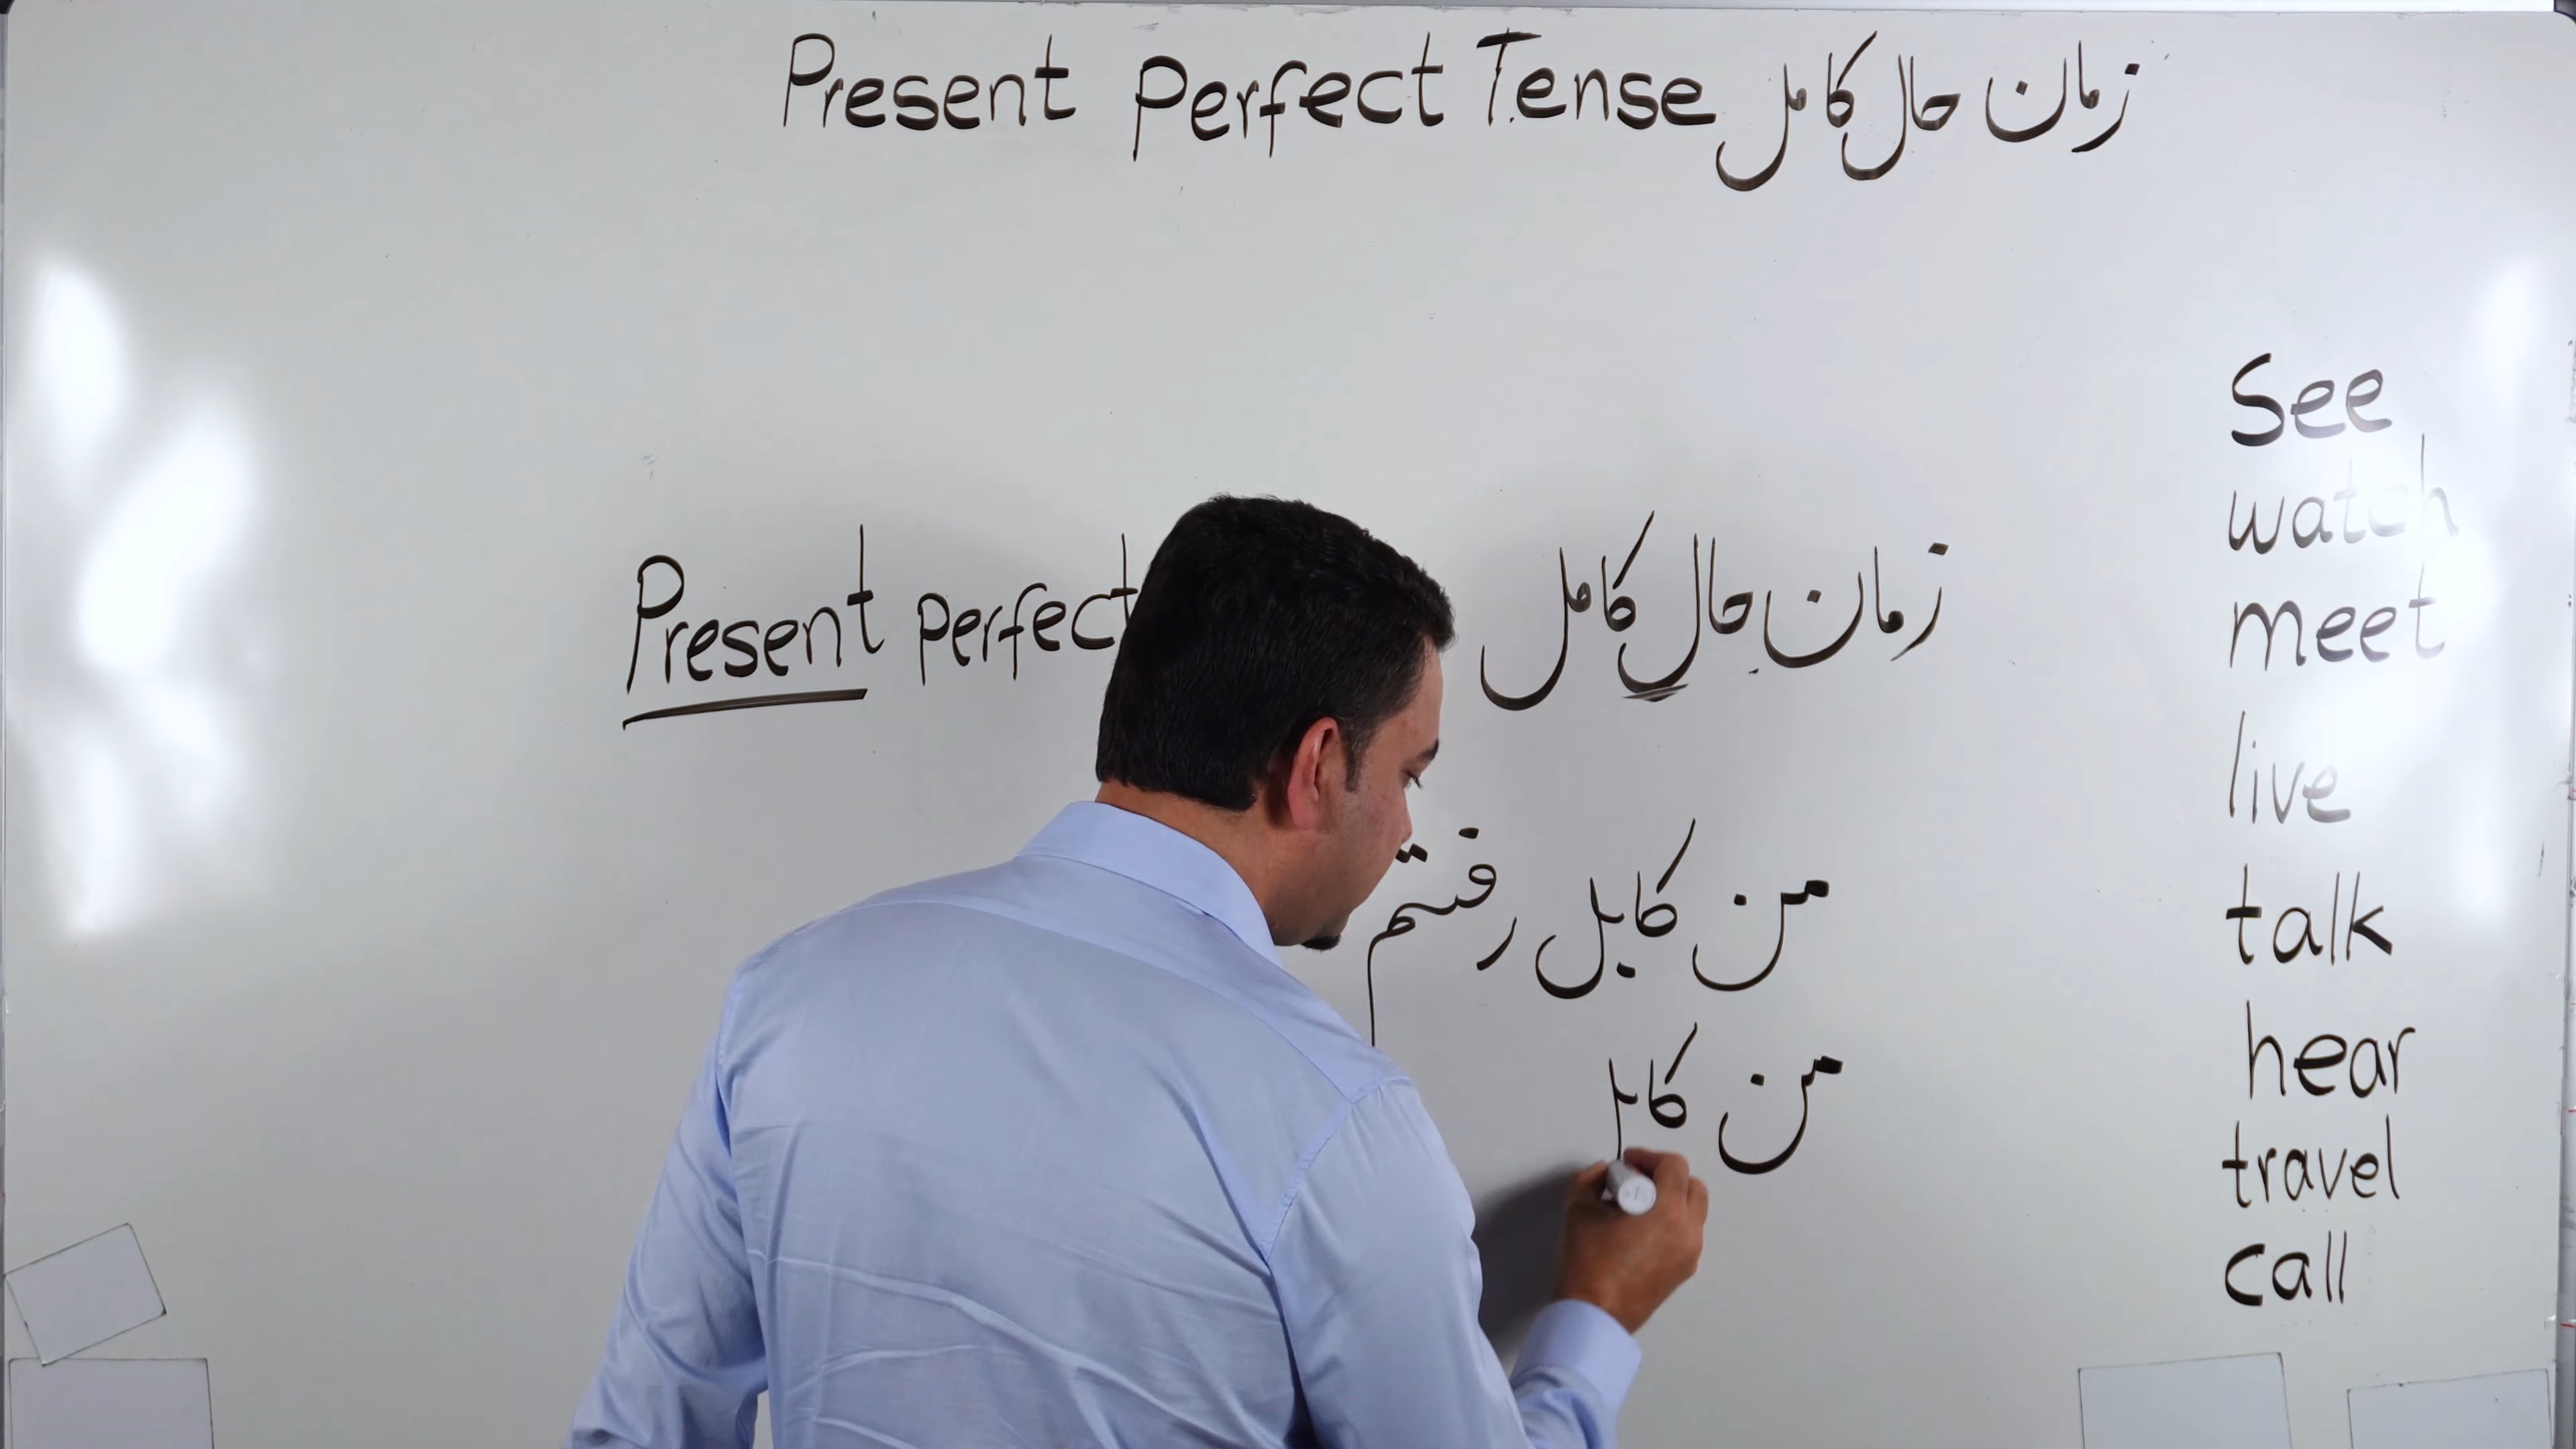 Present Perfect Tense زمان حال کامل
Present perfect
زمان حال کامل
من کابل رفتم
من کابل
see
watch
meet
live
talk
hear
travel
call